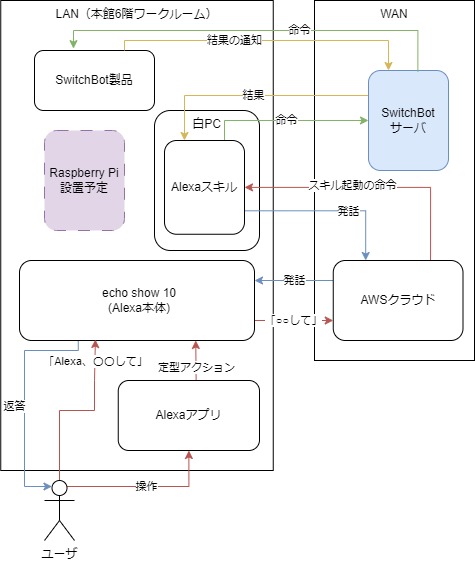 LAN（本館6階ワークルーム）
WAN
命令
結果の通知
SwitchBot製品
SwitchBot
サーバ
結果
白PC
命令
Raspberry Pi
設置予定
Alexaスキル
スキル起動の命令
発話
echo show 10
(Alexa本体)
発話
AWSクラウド
「○○して」
「Alexa、〇〇して」
定型アクション
返答
Alexaアプリ
操作
ユーザ